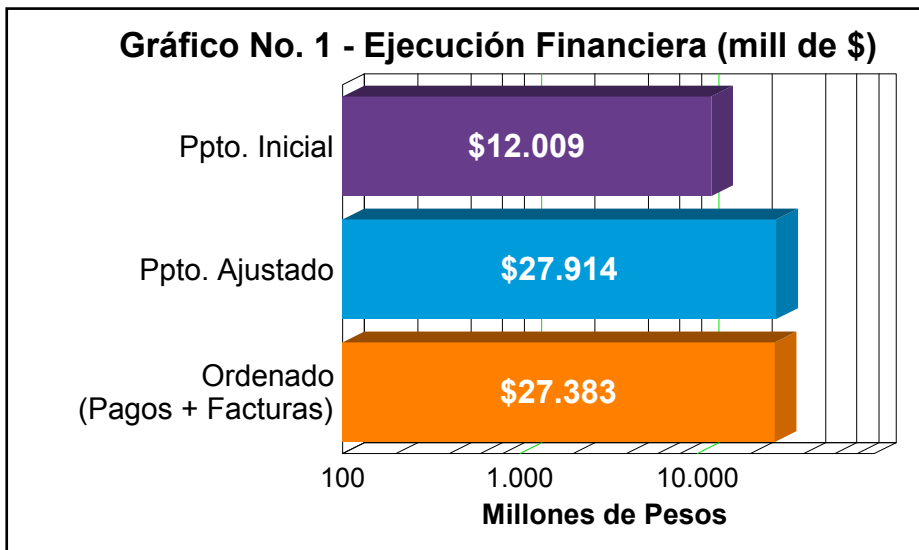 Gráfico No. 1 - Ejecución Financiera (mill de $)
Ppto. Inicial
$12.009
Ppto. Ajustado
$27.914
Ordenado
(Pagos + Facturas)
$27.383
100
1.000
10.000
Millones de Pesos